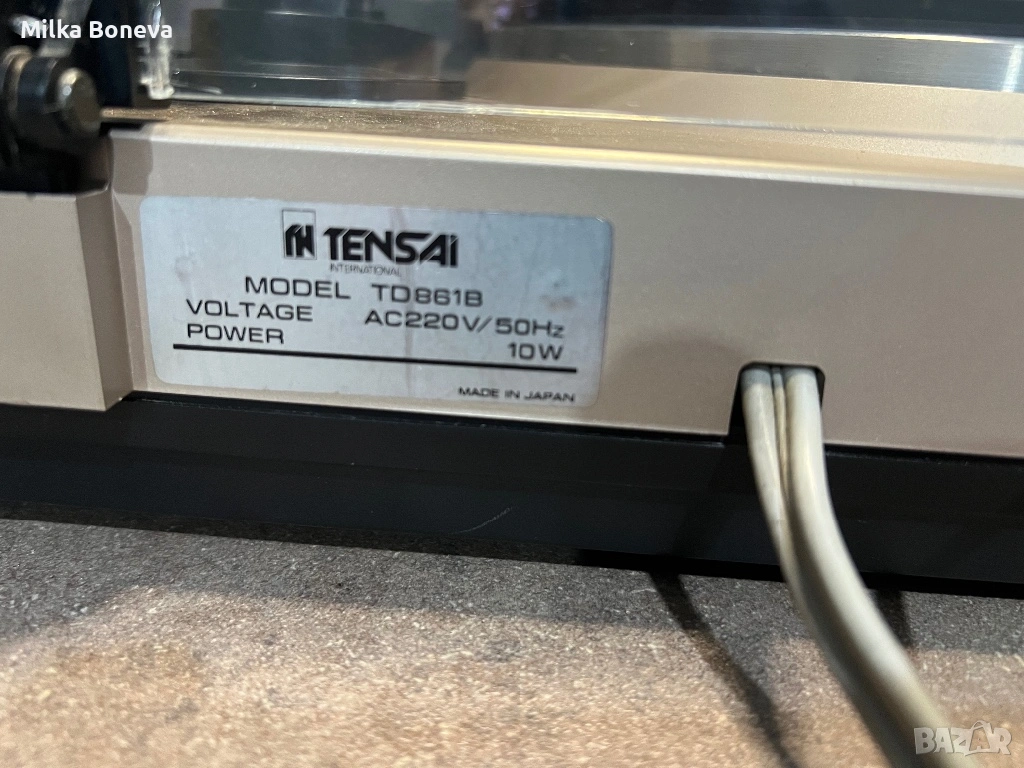 Milka Boneva
TENSAI
INTERNATIONAL
MODEL TD861B
VOLTAGE AC220V/50Hz
POWER 10W
MADE IN JAPAN
BAZAR